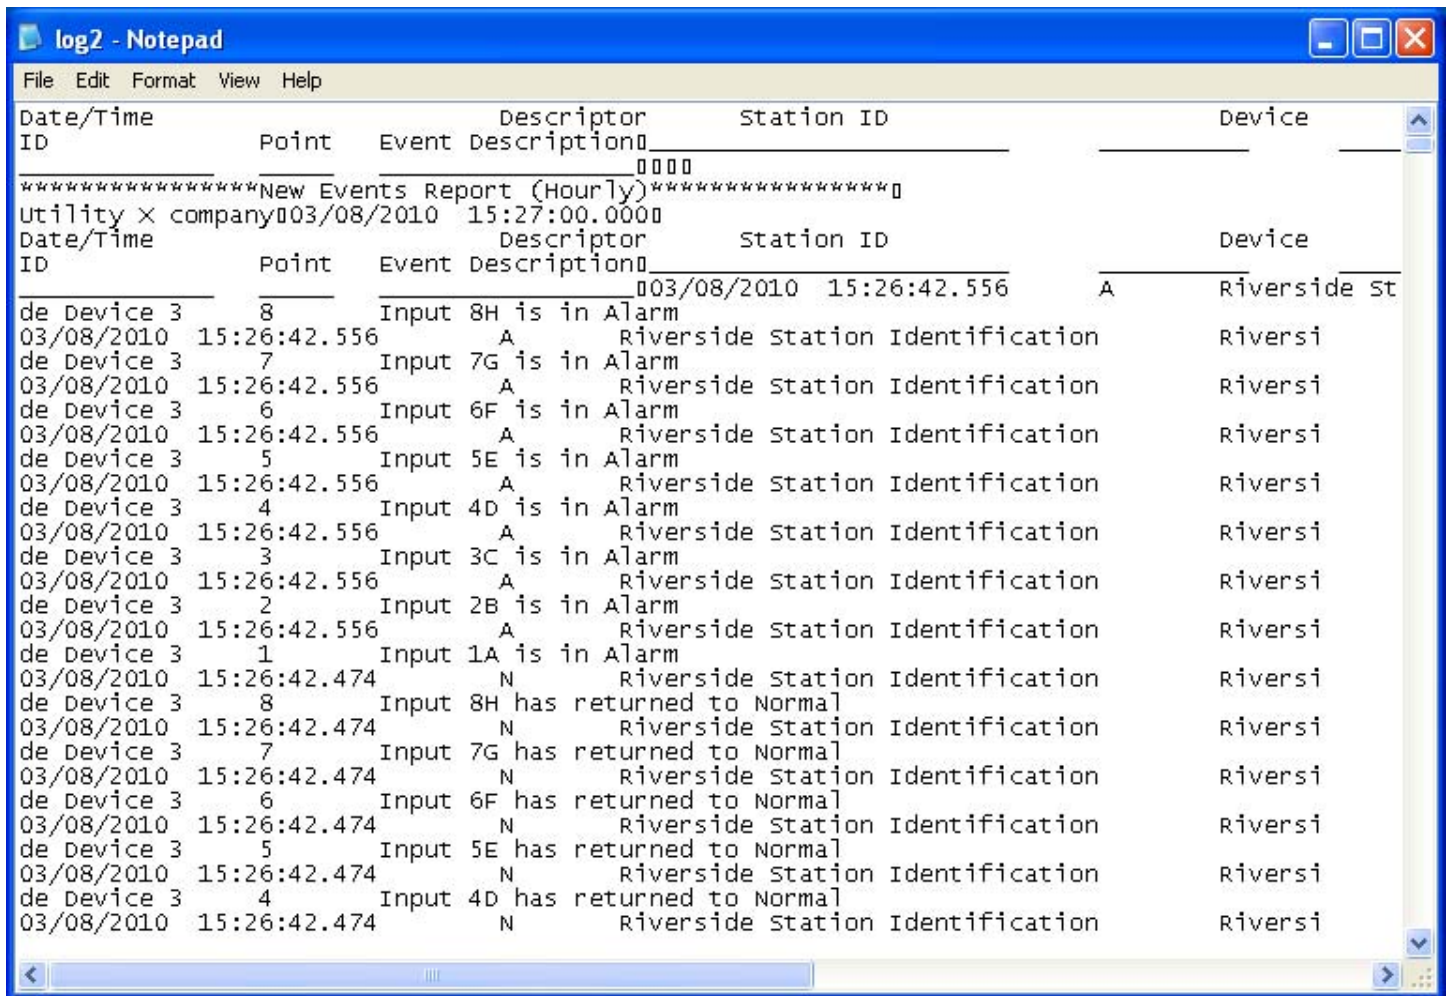 log2 - Notepad
File Edit Format View Help
Date/Time Descriptor Station ID Device
ID Point Event Description▯____________________
____________________▯▯▯▯
****************New Events Report (Hourly)****************▯
Utility X company▯03/08/2010 15:27:00.000▯
Date/Time Descriptor Station ID Device
ID Point Event Description▯____________________
____________________▯03/08/2010 15:26:42.556 A Riverside St
de Device 3 8 Input 8H is in Alarm
03/08/2010 15:26:42.556 A Riverside Station Identification Riversi
de Device 3 7 Input 7G is in Alarm
03/08/2010 15:26:42.556 A Riverside Station Identification Riversi
de Device 3 6 Input 6F is in Alarm
03/08/2010 15:26:42.556 A Riverside Station Identification Riversi
de Device 3 5 Input 5E is in Alarm
03/08/2010 15:26:42.556 A Riverside Station Identification Riversi
de Device 3 4 Input 4D is in Alarm
03/08/2010 15:26:42.556 A Riverside Station Identification Riversi
de Device 3 3 Input 3C is in Alarm
03/08/2010 15:26:42.556 A Riverside Station Identification Riversi
de Device 3 2 Input 2B is in Alarm
03/08/2010 15:26:42.556 A Riverside Station Identification Riversi
de Device 3 1 Input 1A is in Alarm
03/08/2010 15:26:42.474 N Riverside Station Identification Riversi
de Device 3 8 Input 8H has returned to Normal
03/08/2010 15:26:42.474 N Riverside Station Identification Riversi
de Device 3 7 Input 7G has returned to Normal
03/08/2010 15:26:42.474 N Riverside Station Identification Riversi
de Device 3 6 Input 6F has returned to Normal
03/08/2010 15:26:42.474 N Riverside Station Identification Riversi
de Device 3 5 Input 5E has returned to Normal
03/08/2010 15:26:42.474 N Riverside Station Identification Riversi
de Device 3 4 Input 4D has returned to Normal
03/08/2010 15:26:42.474 N Riverside Station Identification Riversi